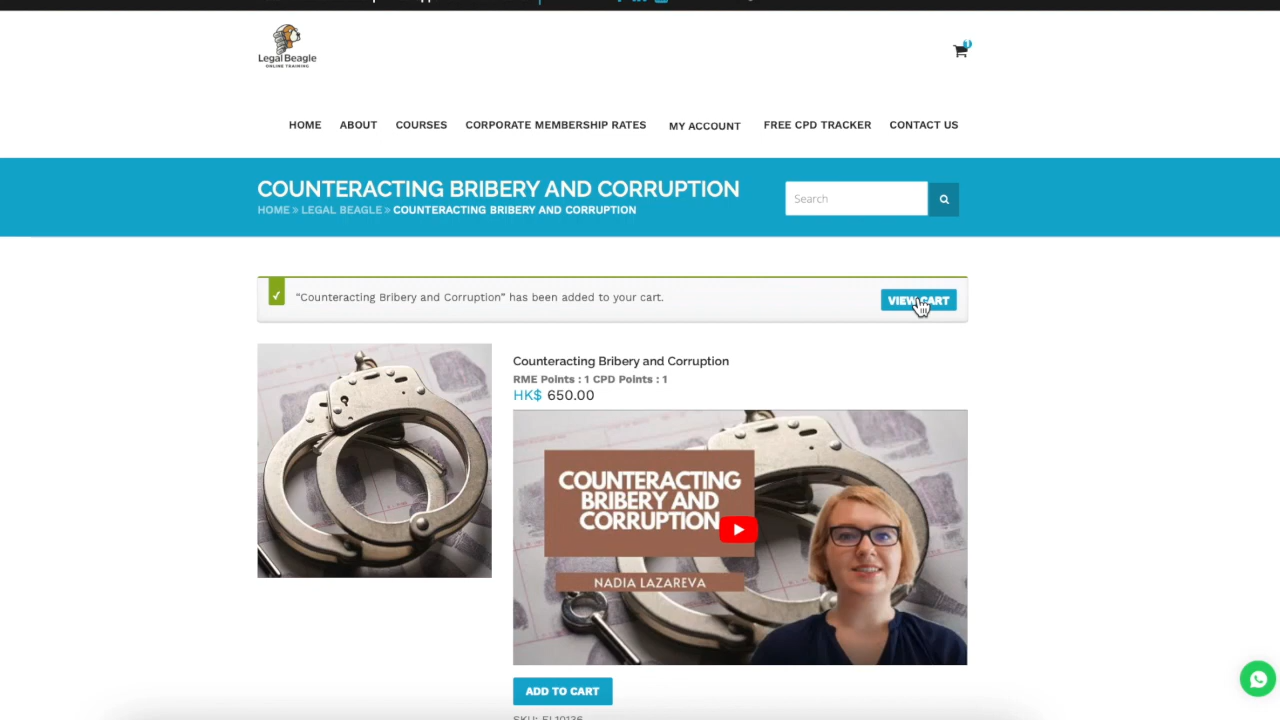 Legal Beagle
ONLINE TRAINING
HOME ABOUT COURSES CORPORATE MEMBERSHIP RATES MY ACCOUNT FREE CPD TRACKER CONTACT US
COUNTERACTING BRIBERY AND CORRUPTION
Search
HOME » LEGAL BEAGLE » COUNTERACTING BRIBERY AND CORRUPTION
“Counteracting Bribery and Corruption” has been added to your cart.
VIEW CART
Counteracting Bribery and Corruption
RME Points : 1 CPD Points : 1
HK$ 650.00
COUNTERACTING
BRIBERY AND
CORRUPTION
NADIA LAZAREVA
ADD TO CART